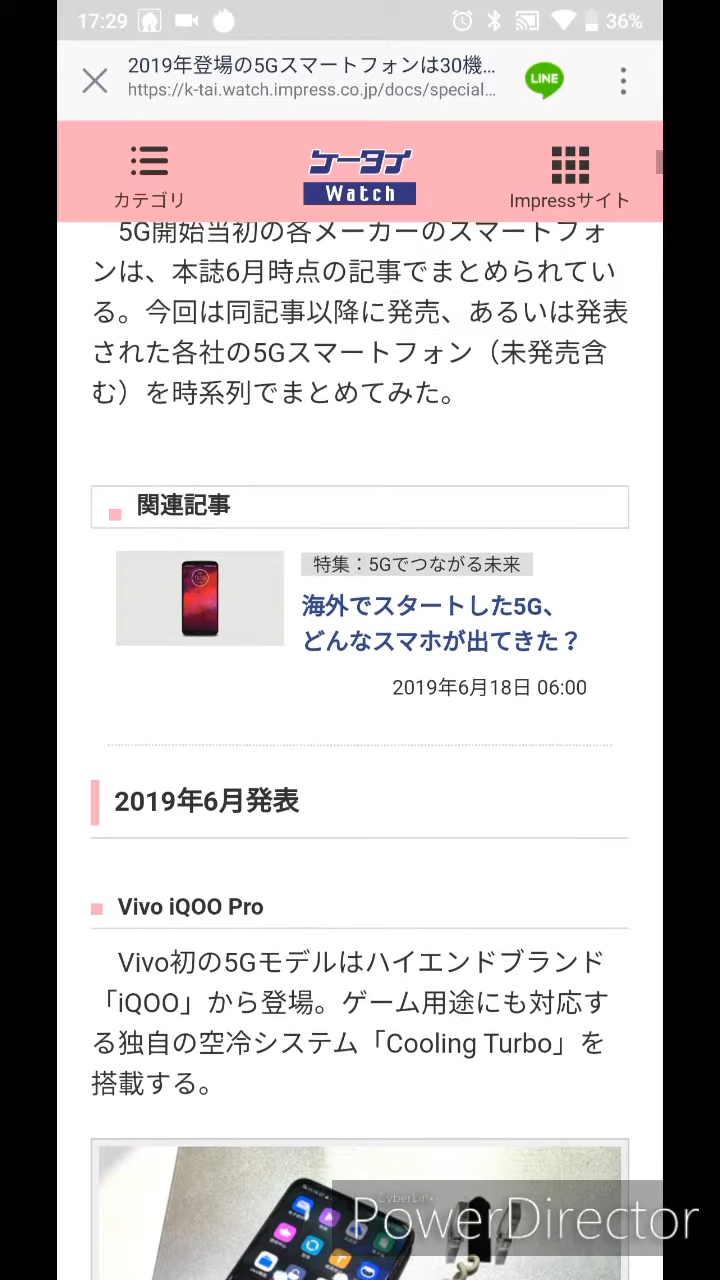 17:29
36%
2019年登場の5Gスマートフォンは30機...
https://k-tai.watch.impress.co.jp/docs/special...
LINE
カテゴリ
ケータイ
Watch
Impressサイト
5G開始当初の各メーカーのスマートフォ
ンは、本誌6月時点の記事でまとめられてい
る。今回は同記事以降に発売、あるいは発表
された各社の5Gスマートフォン（未発売含
む）を時系列でまとめてみた。
関連記事
特集：5Gでつながる未来
海外でスタートした5G、
どんなスマホが出てきた？
2019年6月18日 06:00
2019年6月発表
Vivo iQOO Pro
Vivo初の5Gモデルはハイエンドブランド
「iQOO」から登場。ゲーム用途にも対応す
る独自の空冷システム「Cooling Turbo」を
搭載する。
CyberLink
PowerDirector